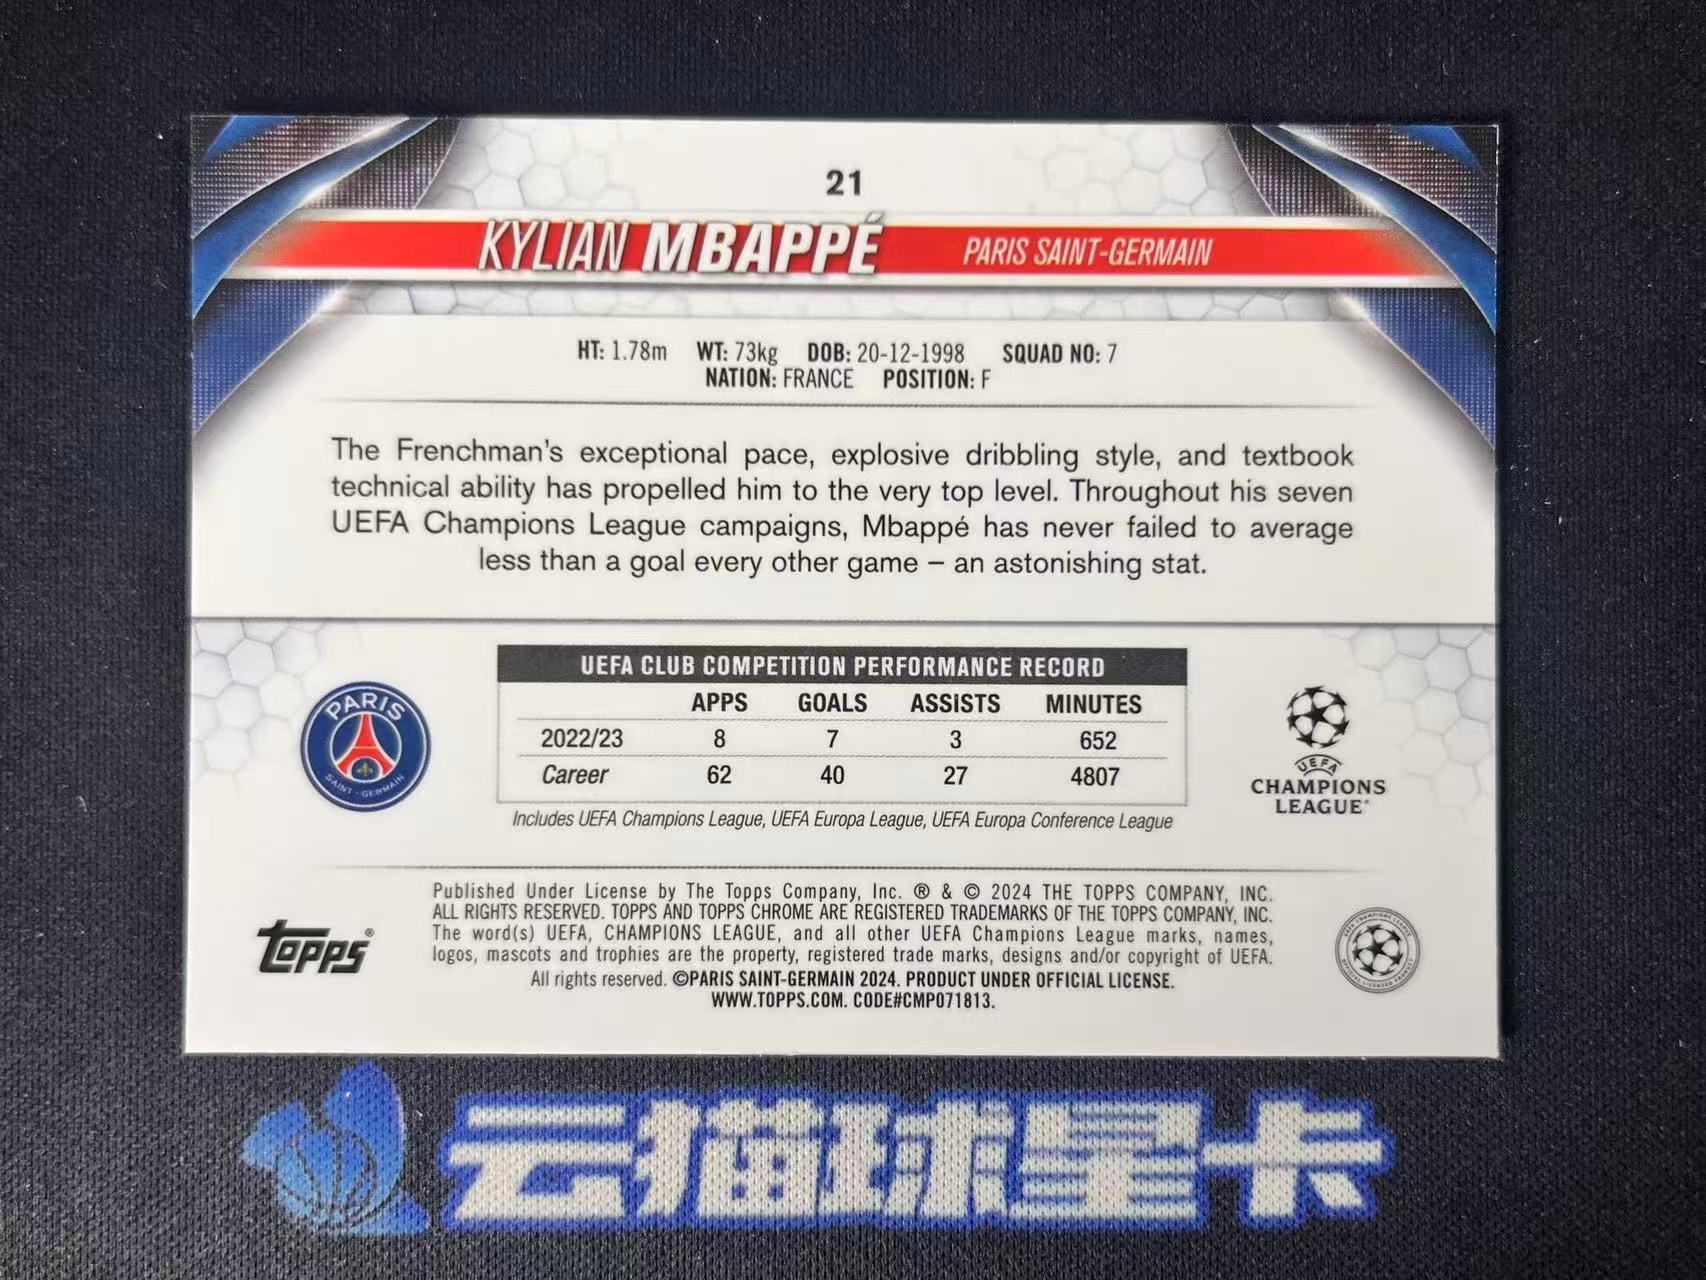 21
KYLIAN MBAPPÉ PARIS SAINT-GERMAIN
HT: 1.78m WT: 73kg DOB: 20-12-1998 SQUAD NO: 7
NATION: FRANCE POSITION: F
The Frenchman's exceptional pace, explosive dribbling style, and textbook
technical ability has propelled him to the very top level. Throughout his seven
UEFA Champions League campaigns, Mbappé has never failed to average
less than a goal every other game – an astonishing stat.
UEFA CLUB COMPETITION PERFORMANCE RECORD
APPS GOALS ASSISTS MINUTES
2022/23 8 7 3 652
Career 62 40 27 4807
Includes UEFA Champions League, UEFA Europa League, UEFA Europa Conference League
PARIS
SAINT-GERMAIN
UEFA
CHAMPIONS
LEAGUE®
Published Under License by The Topps Company, Inc. ® & © 2024 THE TOPPS COMPANY, INC.
ALL RIGHTS RESERVED. TOPPS AND TOPPS CHROME ARE REGISTERED TRADEMARKS OF THE TOPPS COMPANY, INC.
The word(s) UEFA, CHAMPIONS LEAGUE, and all other UEFA Champions League marks, names,
logos, mascots and trophies are the property, registered trade marks, designs and/or copyright of UEFA.
All rights reserved. ©PARIS SAINT-GERMAIN 2024. PRODUCT UNDER OFFICIAL LICENSE.
WWW.TOPPS.COM. CODE#CMP071813.
topps®
云猫球星卡